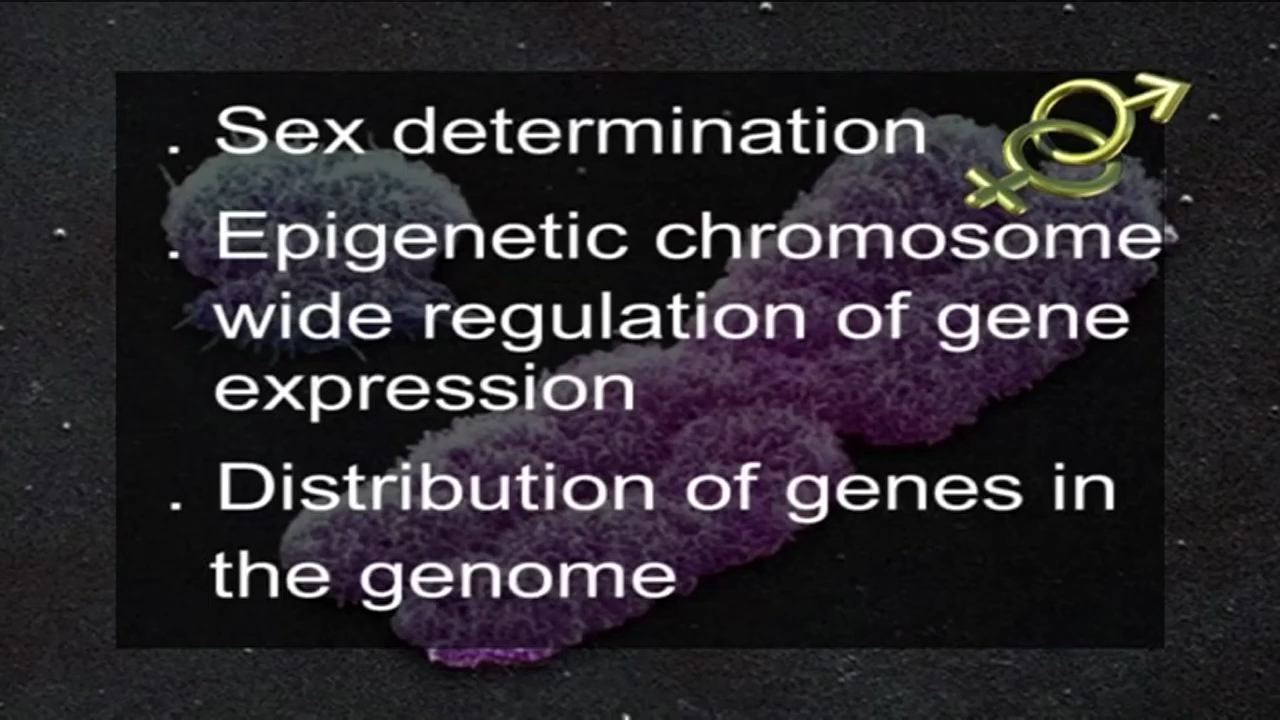 . Sex determination
. Epigenetic chromosome
wide regulation of gene
expression
. Distribution of genes in
the genome